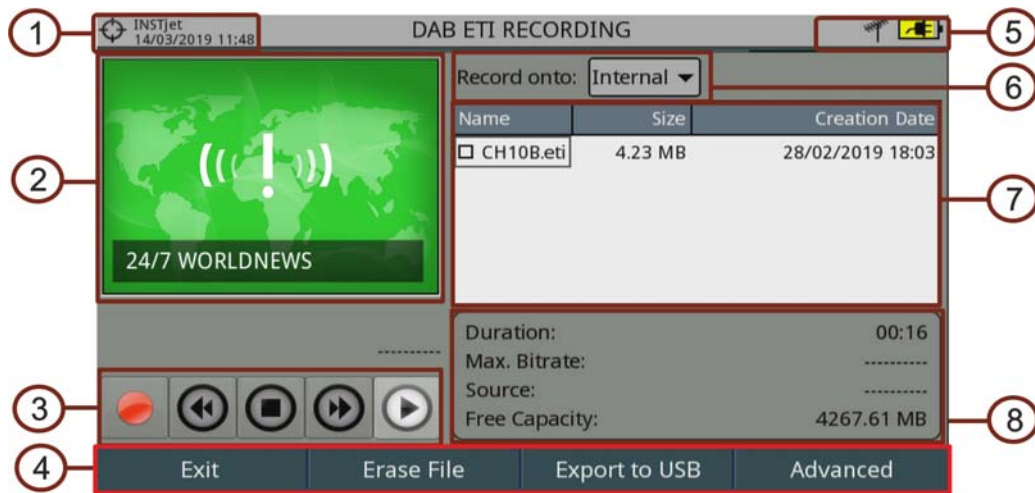 1
INSTjet
14/03/2019 11:48
DAB ETI RECORDING
5
Record onto: Internal
6
Name Size Creation Date
CH10B.eti 4.23 MB 28/02/2019 18:03
2
7
24/7 WORLDNEWS
----------
Duration: 00:16
Max. Bitrate: ----------
Source: ----------
Free Capacity: 4267.61 MB
3
8
4
Exit Erase File Export to USB Advanced